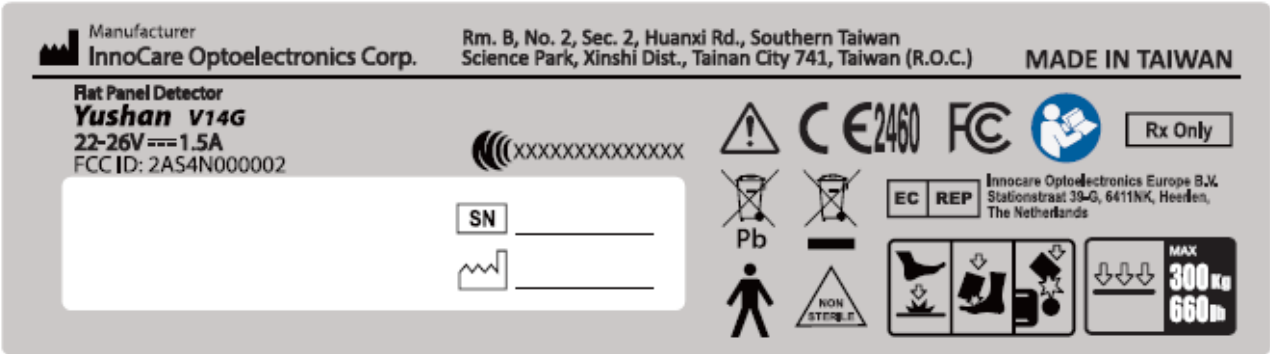 Manufacturer
InnoCare Optoelectronics Corp.
Rm. B, No. 2, Sec. 2, Huanxi Rd., Southern Taiwan
Science Park, Xinshi Dist., Tainan City 741, Taiwan (R.O.C.)
MADE IN TAIWAN
Flat Panel Detector
Yushan V14G
22-26V⎓1.5A
FCC ID: 2AS4N000002
XXXXXXXXXXXXXX
CE2460
FC
Rx Only
SN
Pb
EC REP
Innocare Optoelectronics Europe B.V.
Stationstraat 39-G, 6411NK, Heerlen,
The Netherlands
NON
STERILE
MAX
300Kg
660lb